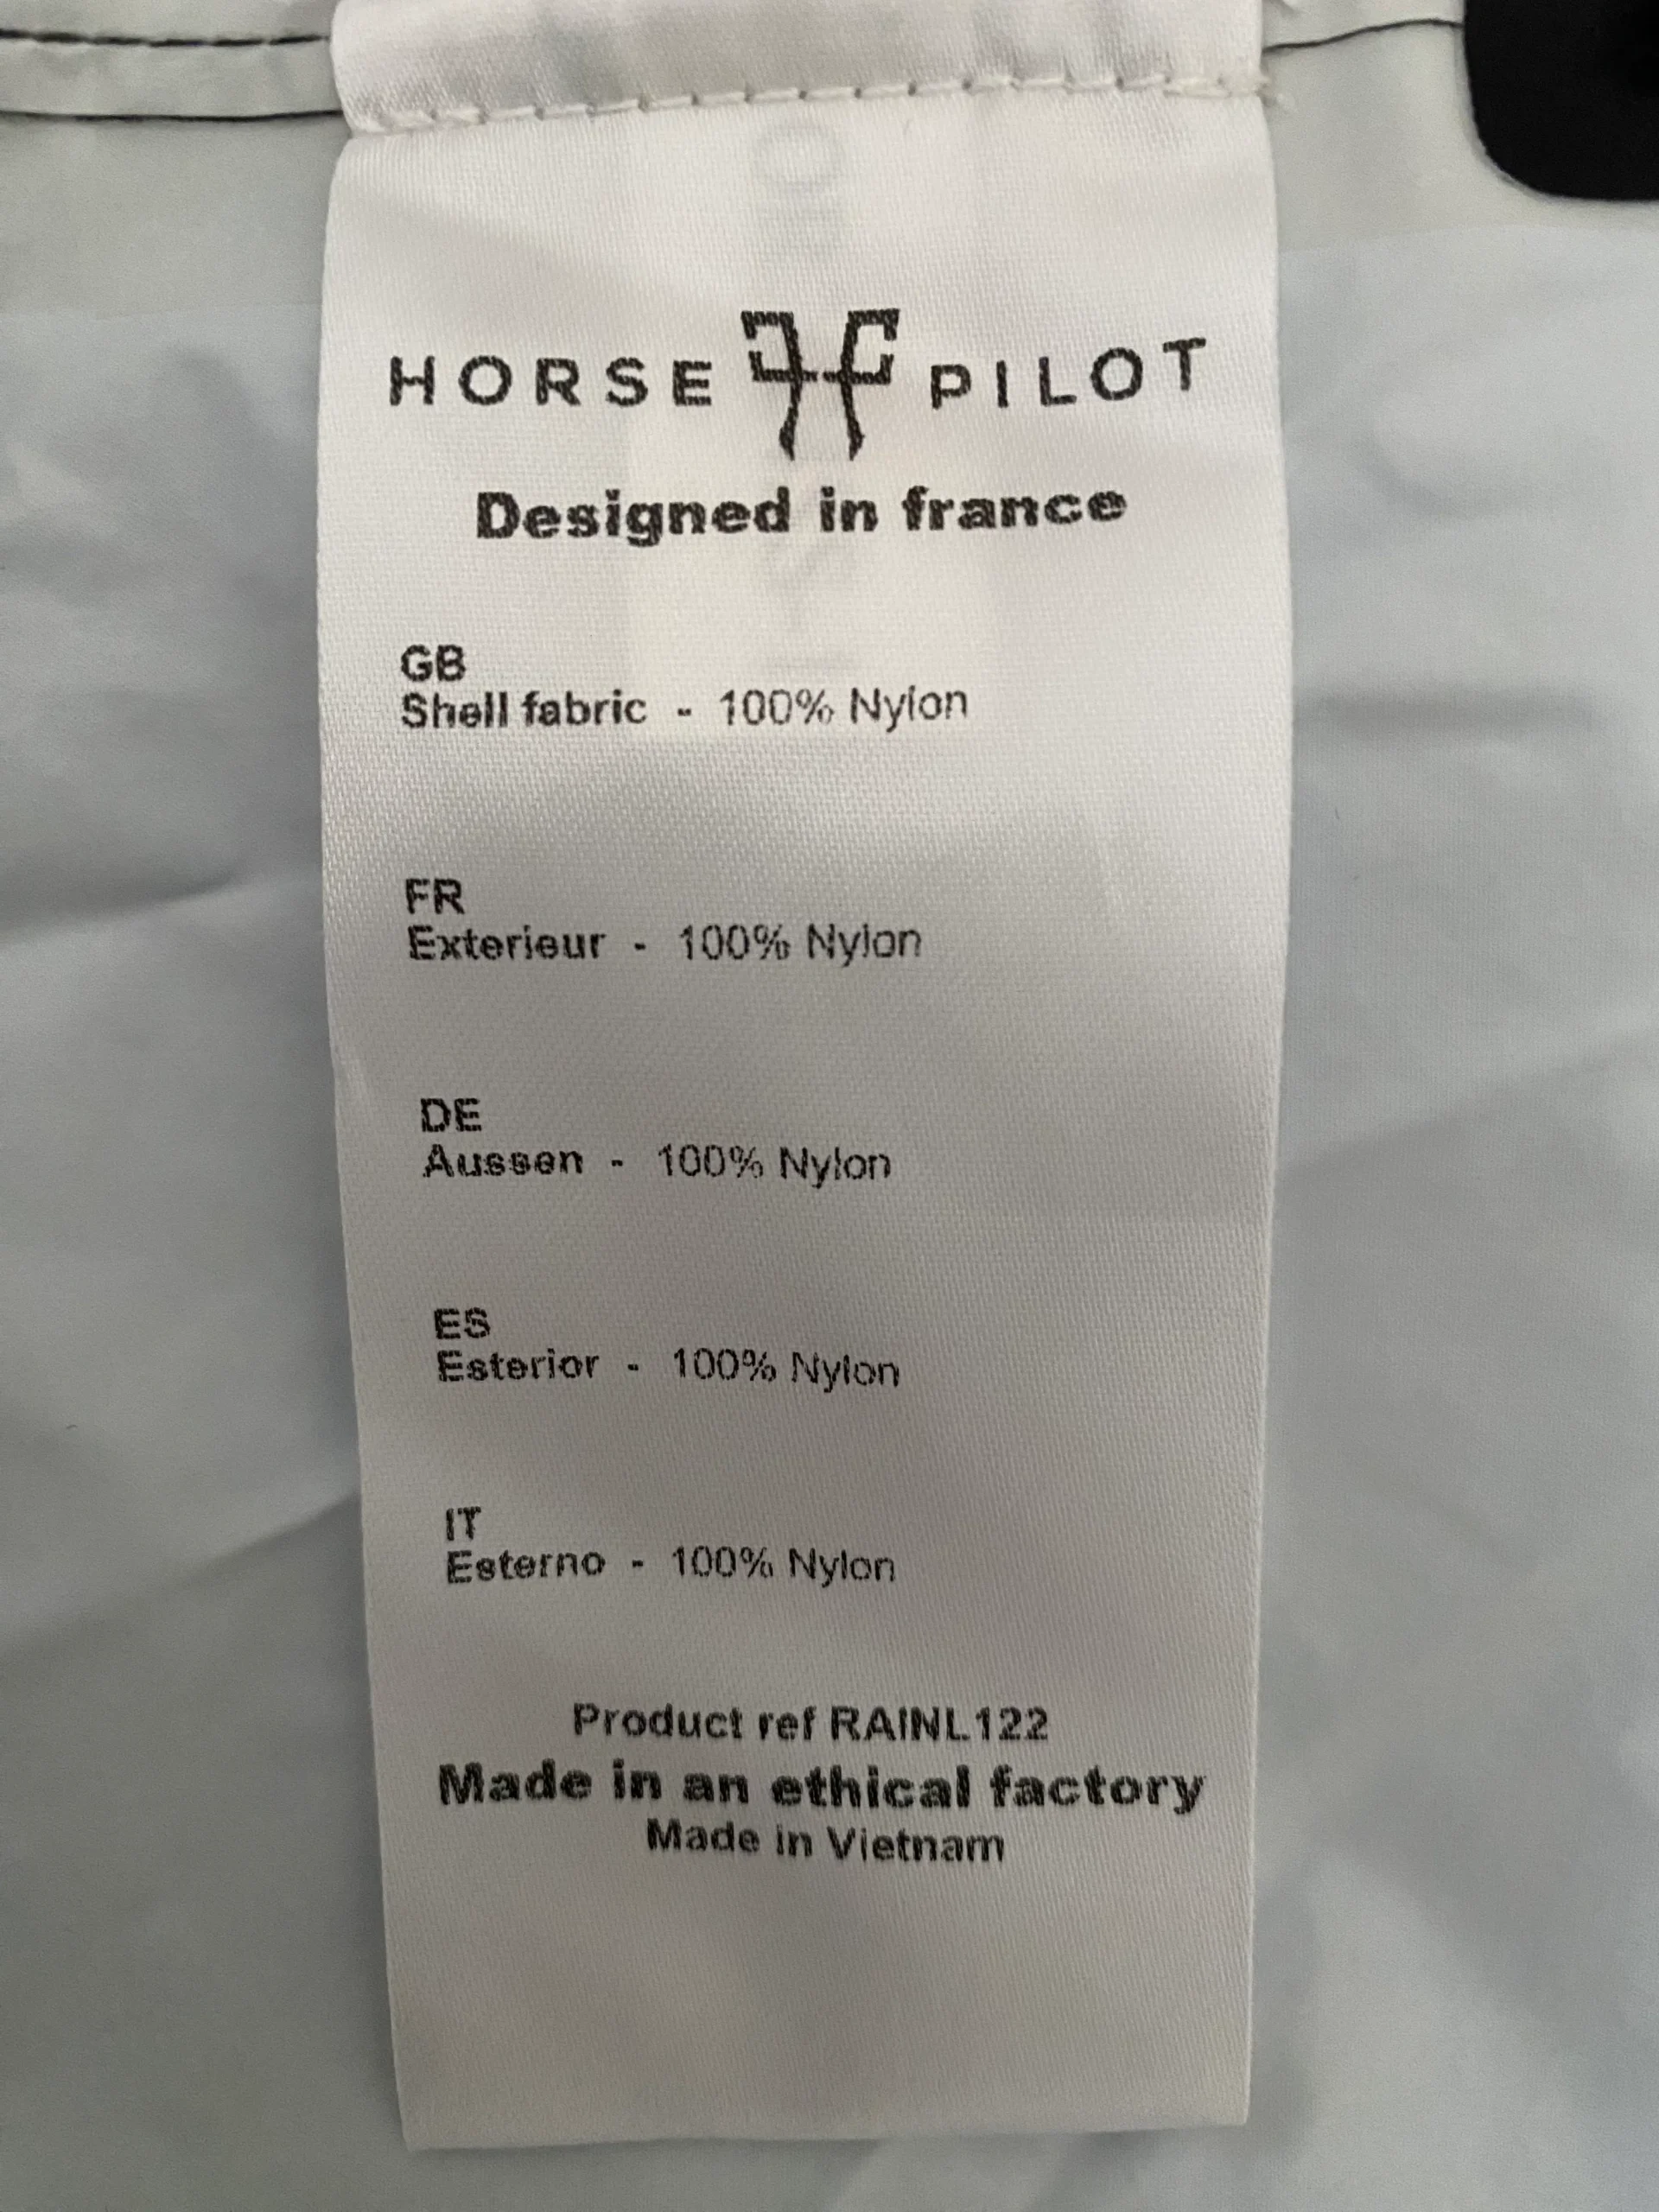 HORSE PILOT
Designed in france
GB
Shell fabric - 100% Nylon
FR
Exterieur - 100% Nylon
DE
Aussen - 100% Nylon
ES
Esterior - 100% Nylon
IT
Esterno - 100% Nylon
Product ref RAINL122
Made in an ethical factory
Made in Vietnam